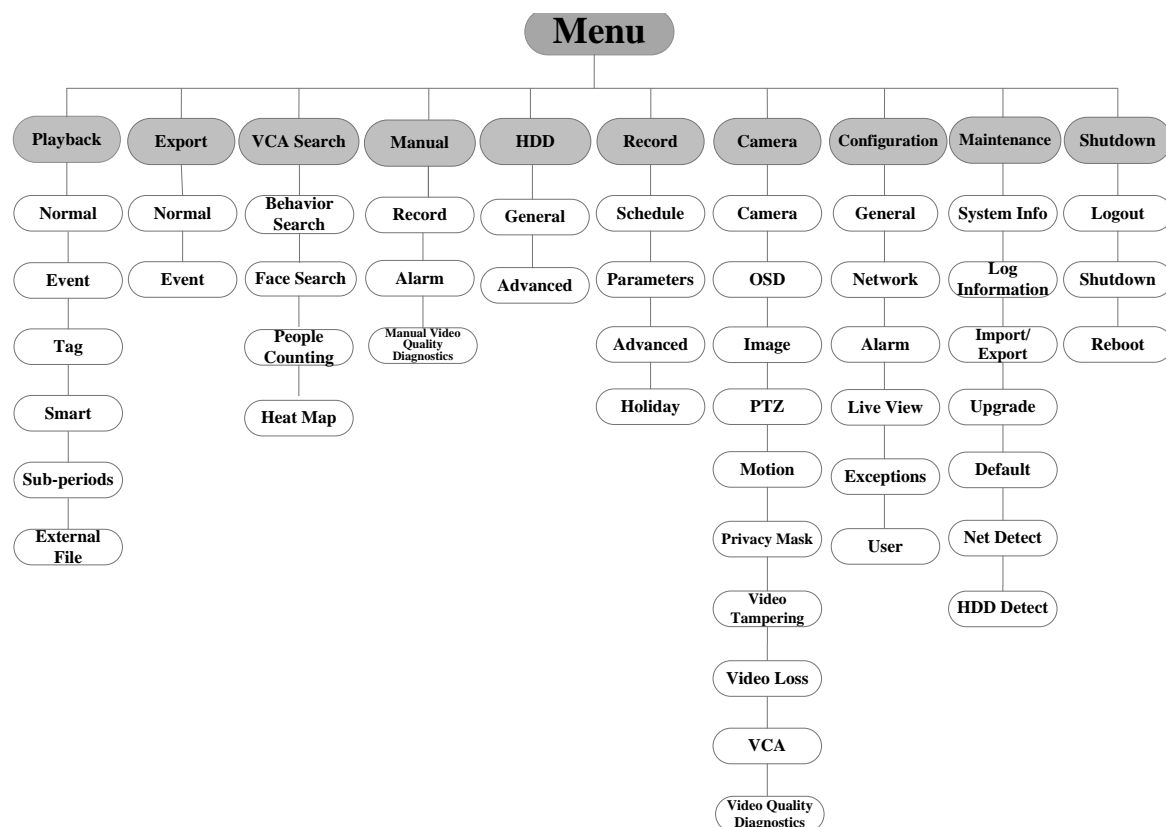 Menu
Playback
Export
VCA Search
Manual
HDD
Record
Camera
Configuration
Maintenance
Shutdown
Normal
Event
Tag
Smart
Sub-periods
External
File
Normal
Event
Behavior
Search
Face Search
People
Counting
Heat Map
Record
Alarm
Manual Video
Quality
Diagnostics
General
Advanced
Schedule
Parameters
Advanced
Holiday
Camera
OSD
Image
PTZ
Motion
Privacy Mask
Video
Tampering
Video Loss
VCA
Video Quality
Diagnostics
General
Network
Alarm
Live View
Exceptions
User
System Info
Log
Information
Import/
Export
Upgrade
Default
Net Detect
HDD Detect
Logout
Shutdown
Reboot